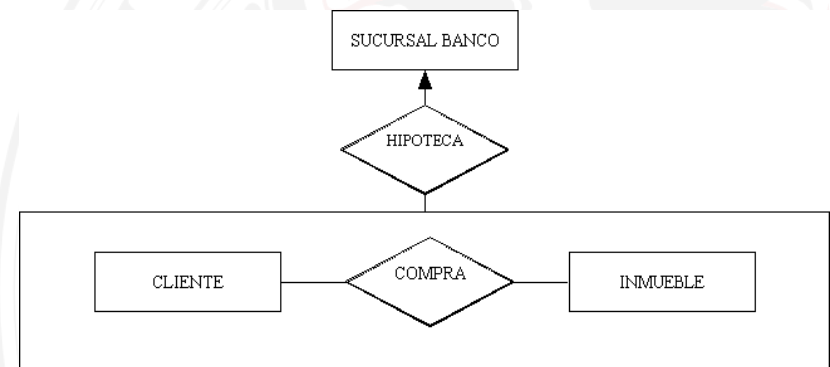 SUCURSAL BANCO
HIPOTECA
CLIENTE
COMPRA
INMUEBLE